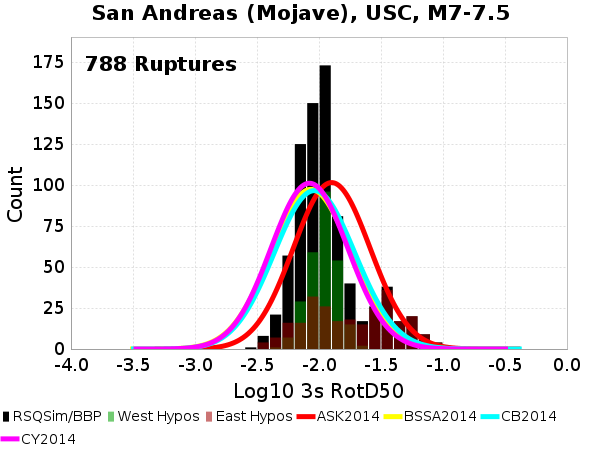 San Andreas (Mojave), USC, M7-7.5
788 Ruptures
175
150
125
100
75
50
25
0
Count
-4.0 -3.5 -3.0 -2.5 -2.0 -1.5 -1.0 -0.5 0.0
Log10 3s RotD50
RSQSim/BBP West Hypos East Hypos ASK2014 BSSA2014 CB2014
CY2014